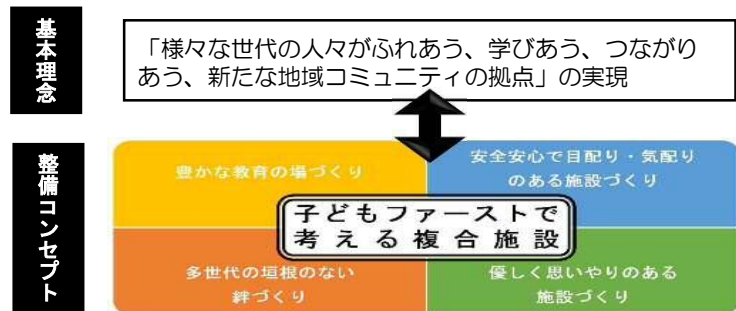 基本理念
「様々な世代の人々がふれあう、学びあう、つながり
あう、新たな地域コミュニティの拠点」の実現
整備コンセプト
豊かな教育の場づくり
安全安心で目配り・気配り
のある施設づくり
子どもファーストで
考える複合施設
多世代の垣根のない
絆づくり
優しく思いやりのある
施設づくり